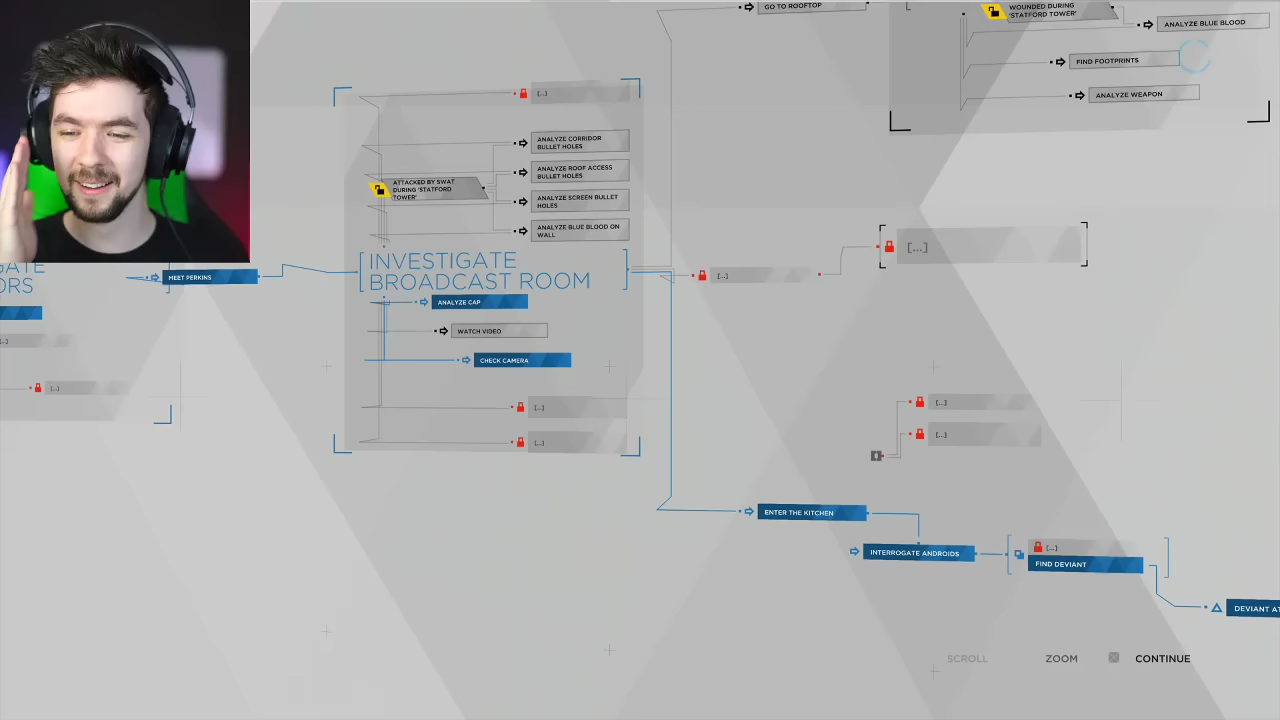 GO TO ROOFTOP
WOUNDED DURING
'STATFORD TOWER'
ANALYZE BLUE BLOOD
FIND FOOTPRINTS
ANALYZE WEAPON
[...]
ANALYZE CORRIDOR
BULLET HOLES
ANALYZE ROOF ACCESS
BULLET HOLES
ATTACKED BY SWAT
DURING 'STATFORD
TOWER'
ANALYZE SCREEN BULLET
HOLES
ANALYZE BLUE BLOOD ON
WALL
[...]
GATE
ORS
MEET PERKINS
INVESTIGATE
BROADCAST ROOM
[...]
ANALYZE CAP
WATCH VIDEO
CHECK CAMERA
[...]
[...]
[...]
[...]
[...]
[...]
ENTER THE KITCHEN
INTERROGATE ANDROIDS
[...]
FIND DEVIANT
DEVIANT AT
SCROLL
ZOOM
CONTINUE